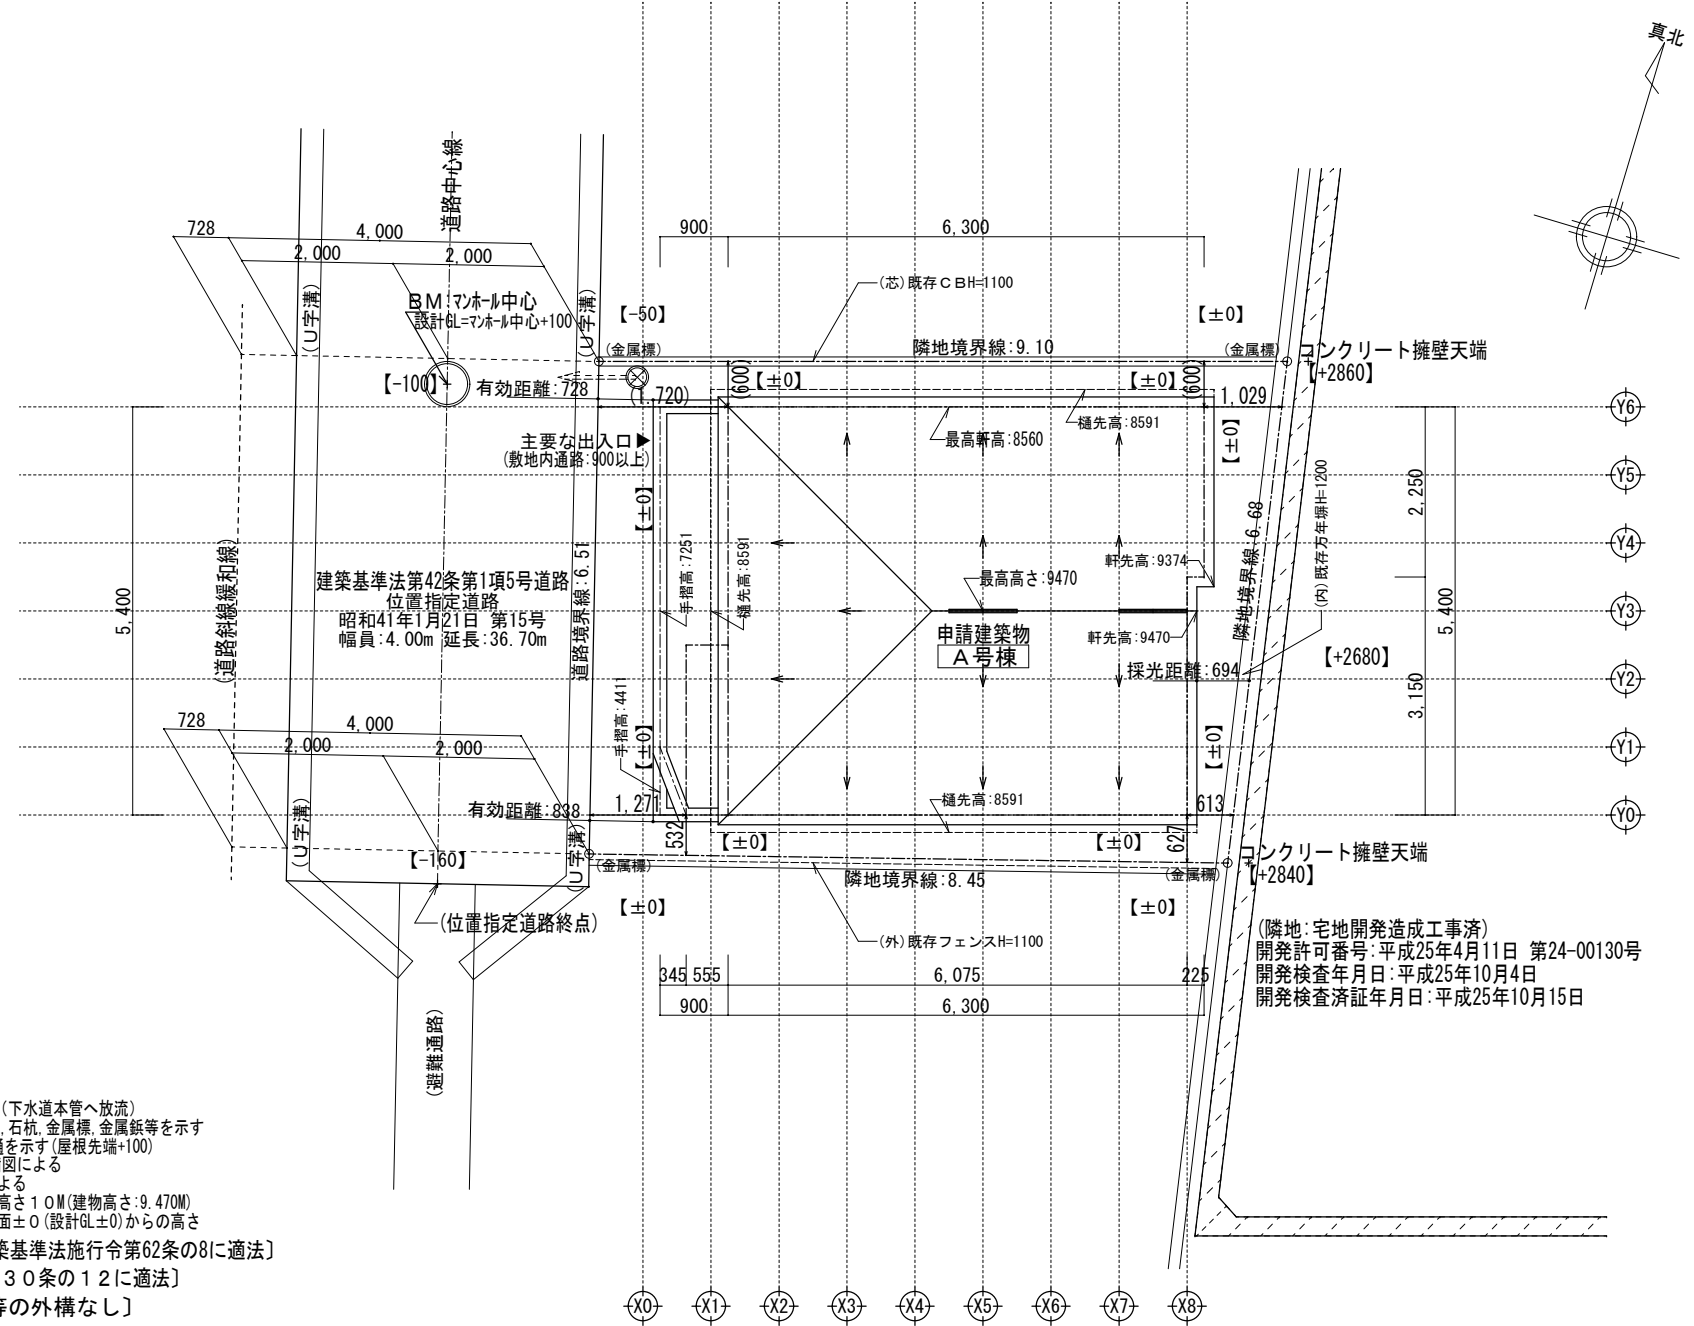 真北
道路中心線
728
4,000
2,000
2,000
900
6,300
(U字溝)
BM:マンホール中心
設計GL=マンホール中心+100
(U字溝)
【-50】
(芯)既存CBH=1100
【±0】
(金属標)
隣地境界線:9.10
(金属標)
コンクリート擁壁天端
【+2860】
【-100】
有効距離:728
(1,720)
(600)
【±0】
【±0】
(600)
1,029
樋先高:8591
最高軒高:8560
Y6
主要な出入口▶
(敷地内通路:900以上)
【±0】
【±0】
Y5
2,250
(内)既存万年塀H=1200
Y4
手摺高:7251
樋先高:8591
隣地境界線:6.68
軒先高:9374
最高高さ:9470
(道路斜線緩和線)
建築基準法第42条第1項5号道路
位置指定道路
昭和41年1月21日 第15号
幅員:4.00m 延長:36.70m
道路境界線:6.51
5,400
5,400
Y3
申請建築物
A号棟
軒先高:9470
【+2680】
採光距離:694
Y2
3,150
手摺高:4411
728
4,000
2,000
2,000
【±0】
【±0】
Y1
有効距離:838
1,271
樋先高:8591
613
Y0
532
【±0】
【±0】
627
(U字溝)
(U字溝)
【-160】
(金属標)
隣地境界線:8.45
(金属標)
コンクリート擁壁天端
【+2840】
【±0】
【±0】
(位置指定道路終点)
(外)既存フェンスH=1100
(隣地:宅地開発造成工事済)
開発許可番号:平成25年4月11日 第24-00130号
開発検査年月日:平成25年10月4日
開発検査済証年月日:平成25年10月15日
345
555
6,075
225
900
6,300
(避難通路)
(下水道本管へ放流)
,石杭,金属標,金属鋲等を示す
を示す(屋根先端+100)
図による
よる
高さ10M(建物高さ:9.470M)
面±0(設計GL±0)からの高さ
築基準法施行令第62条の8に適法〕
30条の12に適法〕
等の外構なし〕
X0
X1
X2
X3
X4
X5
X6
X7
X8